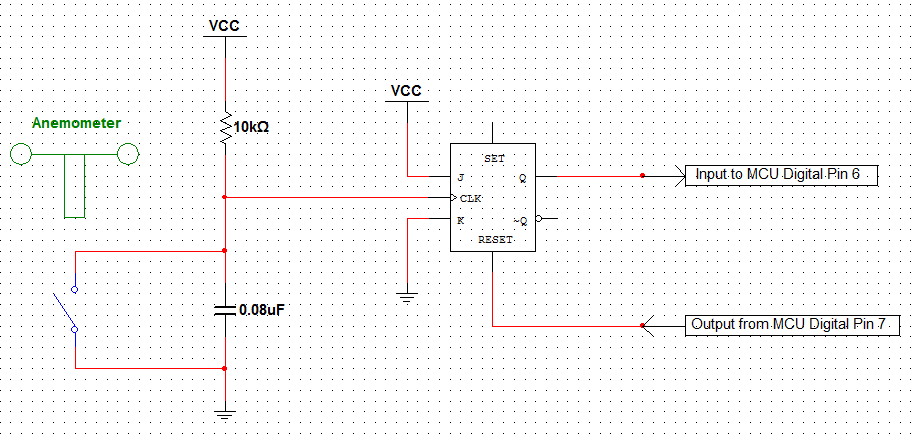 VCC
VCC
Anemometer
10kΩ
SET
J
Q
Input to MCU Digital Pin 6
CLK
K
~Q
RESET
0.08uF
Output from MCU Digital Pin 7